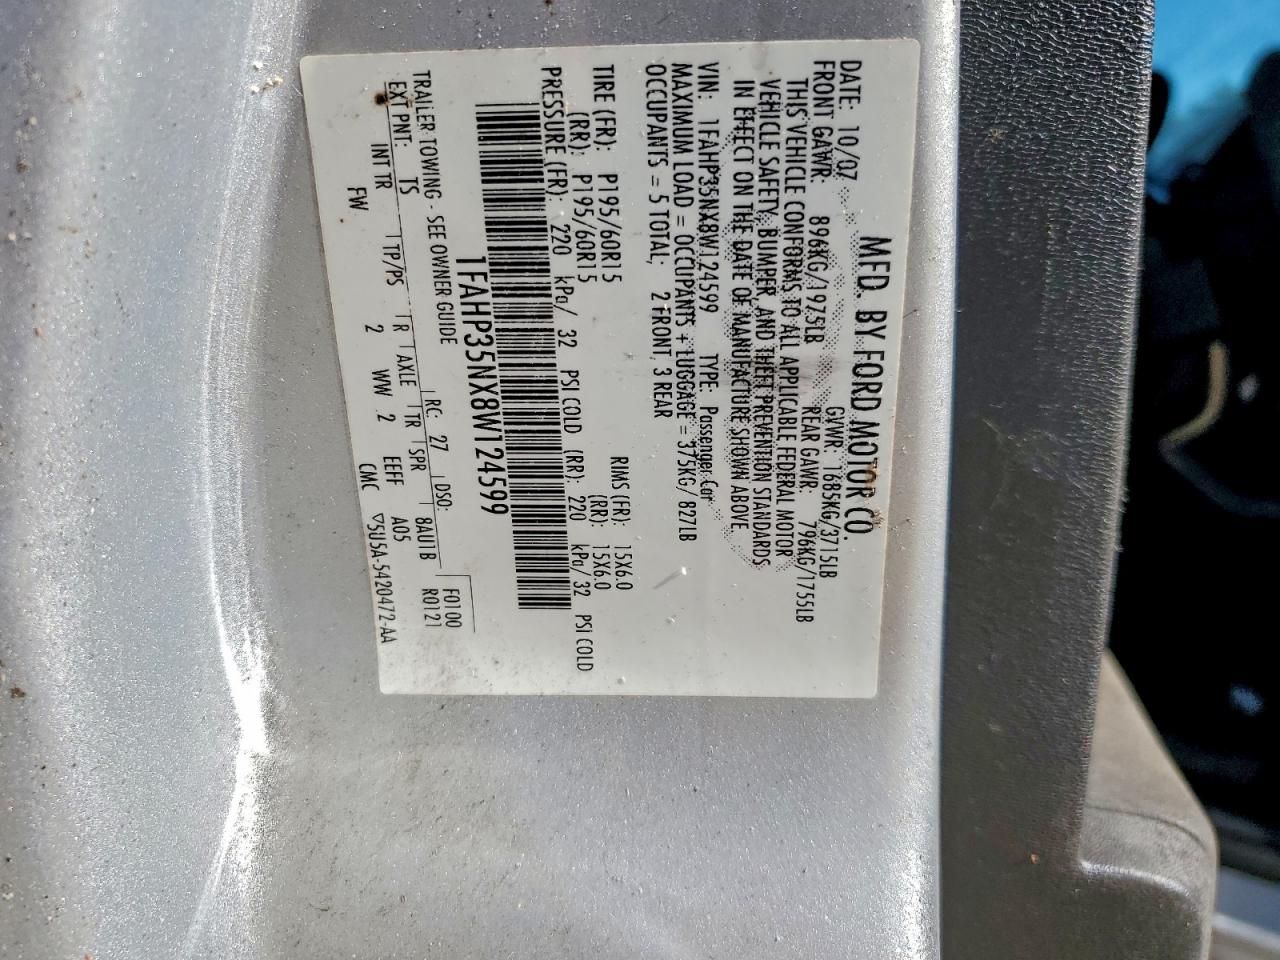 MFD. BY FORD MOTOR CO.
DATE: 10/07 GVWR: 1685KG/3715LB
FRONT GAWR: 896KG/1975LB REAR GAWR: 796KG/1755LB
THIS VEHICLE CONFORMS TO ALL APPLICABLE FEDERAL MOTOR
VEHICLE SAFETY, BUMPER, AND THEFT PREVENTION STANDARDS
IN EFFECT ON THE DATE OF MANUFACTURE SHOWN ABOVE.
VIN: 1FAHP35NX8W124599 TYPE: Passenger Car
MAXIMUM LOAD = OCCUPANTS + LUGGAGE = 375KG/827LB
OCCUPANTS = 5 TOTAL, 2 FRONT, 3 REAR
TIRE (FR): P195/60R15 RIMS (FR): 15X6.0
(RR): P195/60R15 (RR): 15X6.0
PRESSURE (FR): 220 kPa/ 32 PSI COLD (RR): 220 kPa/ 32 PSI COLD
1FAHP35NX8W124599
F0100
R0121
TRAILER TOWING - SEE OWNER GUIDE RC: 27 DSO:
EXT PNT: TS
INT TR TP/PS R AXLE TR SPR 8AU1B
FW 2 WW 2 EEFF A05
CMC ▽5U5A-5420472-AA